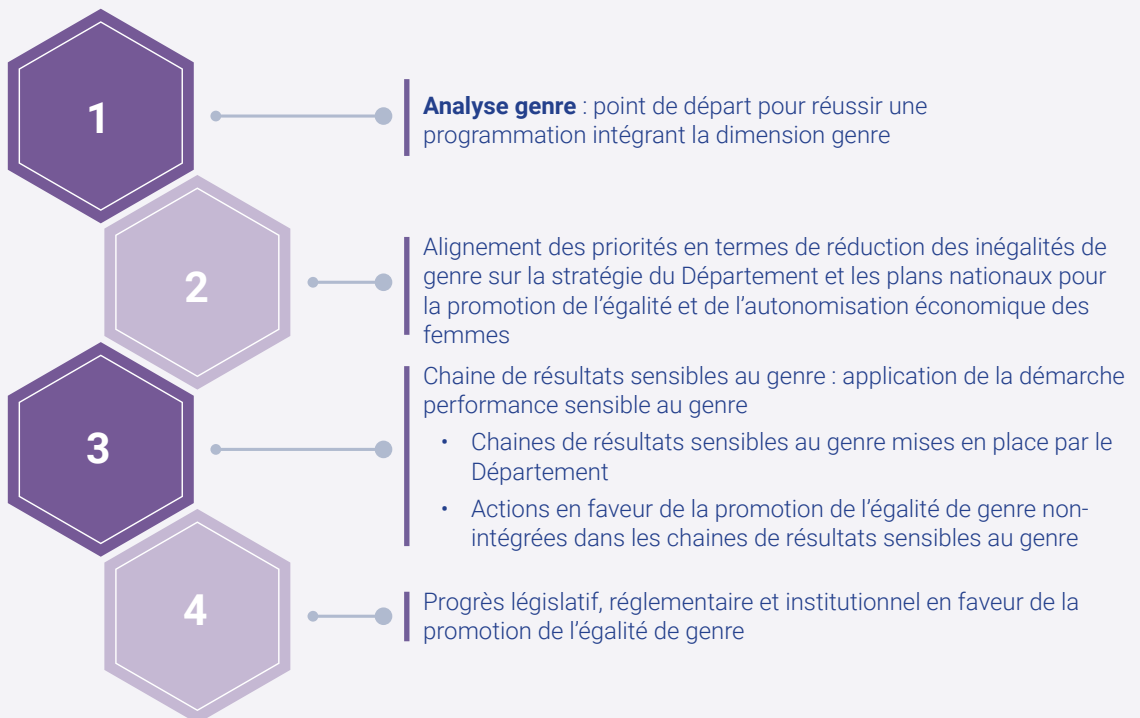 1
Analyse genre : point de départ pour réussir une
programmation intégrant la dimension genre
2
Alignement des priorités en termes de réduction des inégalités de
genre sur la stratégie du Département et les plans nationaux pour
la promotion de l’égalité et de l’autonomisation économique des
femmes
3
Chaine de résultats sensibles au genre : application de la démarche
performance sensible au genre
• Chaines de résultats sensibles au genre mises en place par le
Département
• Actions en faveur de la promotion de l’égalité de genre non-
intégrées dans les chaines de résultats sensibles au genre
4
Progrès législatif, réglementaire et institutionnel en faveur de la
promotion de l’égalité de genre